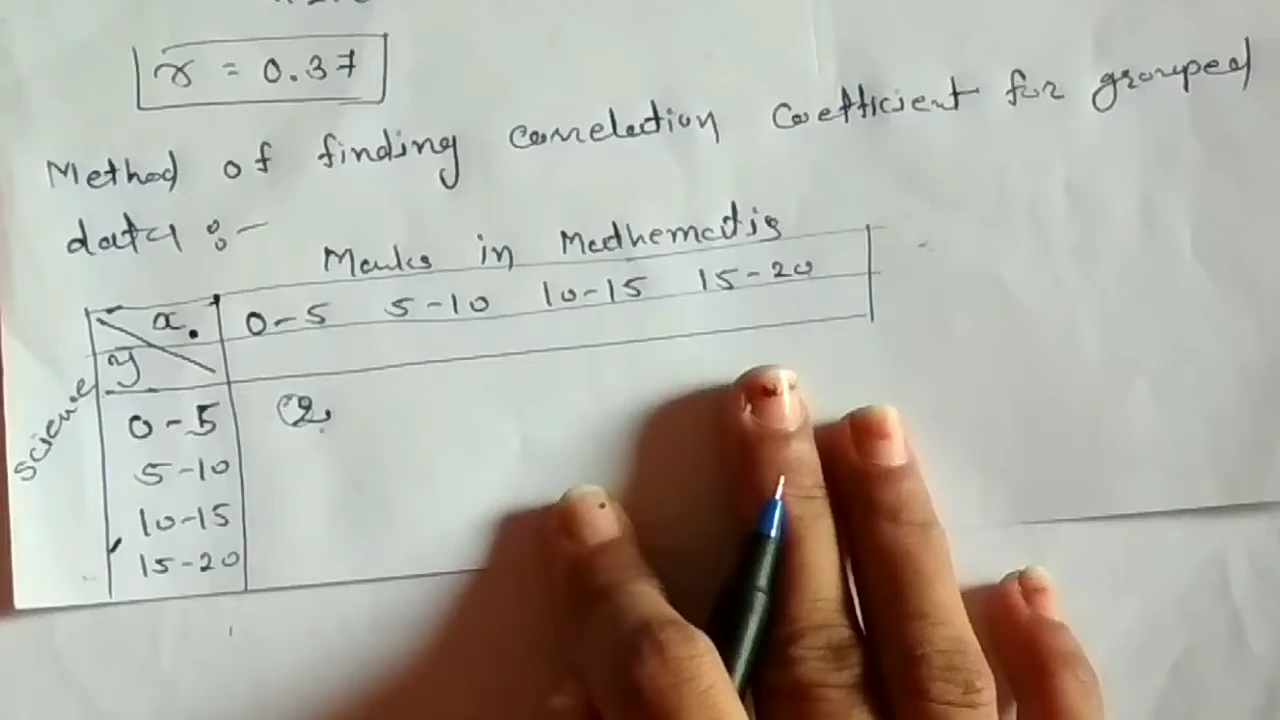 r = 0.37
Method of finding correlation coefficient for grouped
data :-
Marks in Mathematics
x 0-5 5-10 10-15 15-20
y
Science
0-5 2
5-10
10-15
15-20